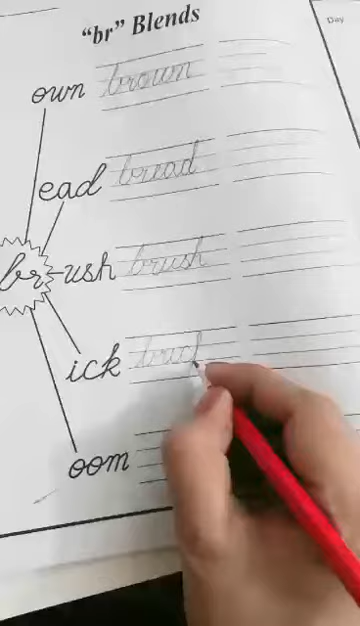 "br" Blends
Day
own brown
ead bread
br ush brush
ick
oom